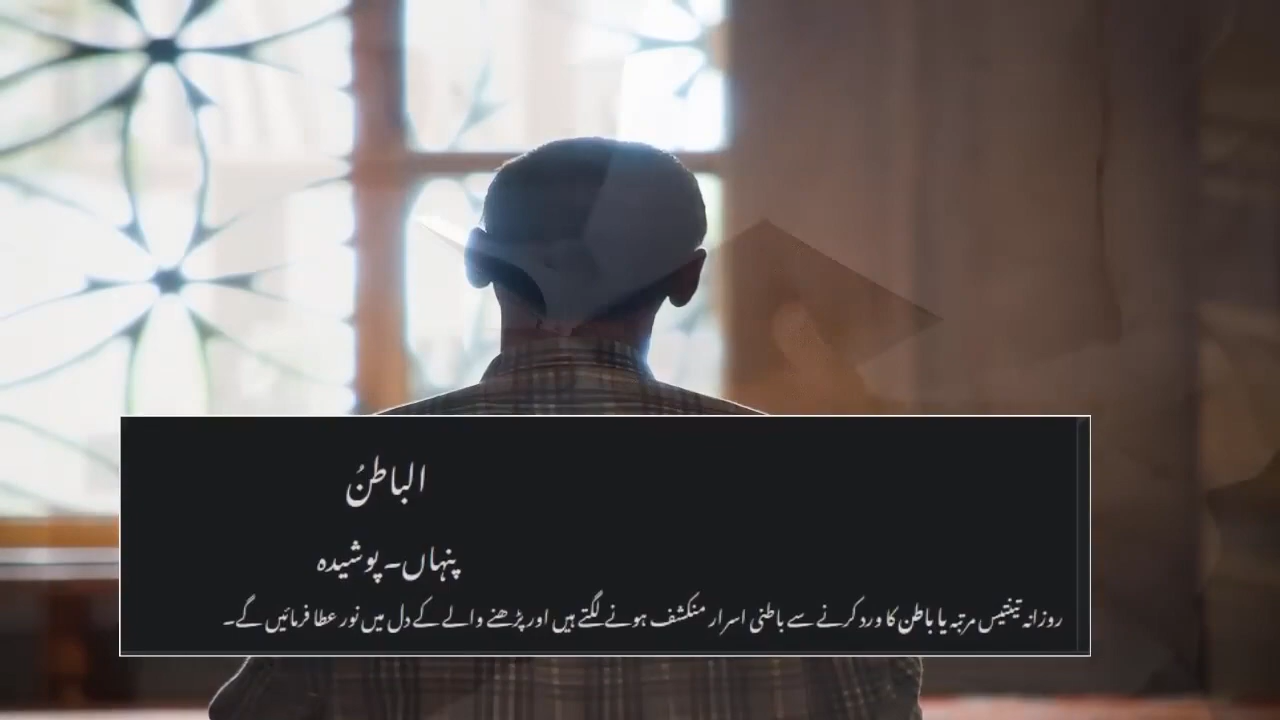 الباطنُ
پنہاں۔ پوشیدہ
روزانہ تینتیس مرتبہ یا باطن کا ورد کرنے سے باطنی اسرار منکشف ہونے لگتے ہیں اور پڑھنے والے کے دل میں نور عطا فرمائیں گے۔